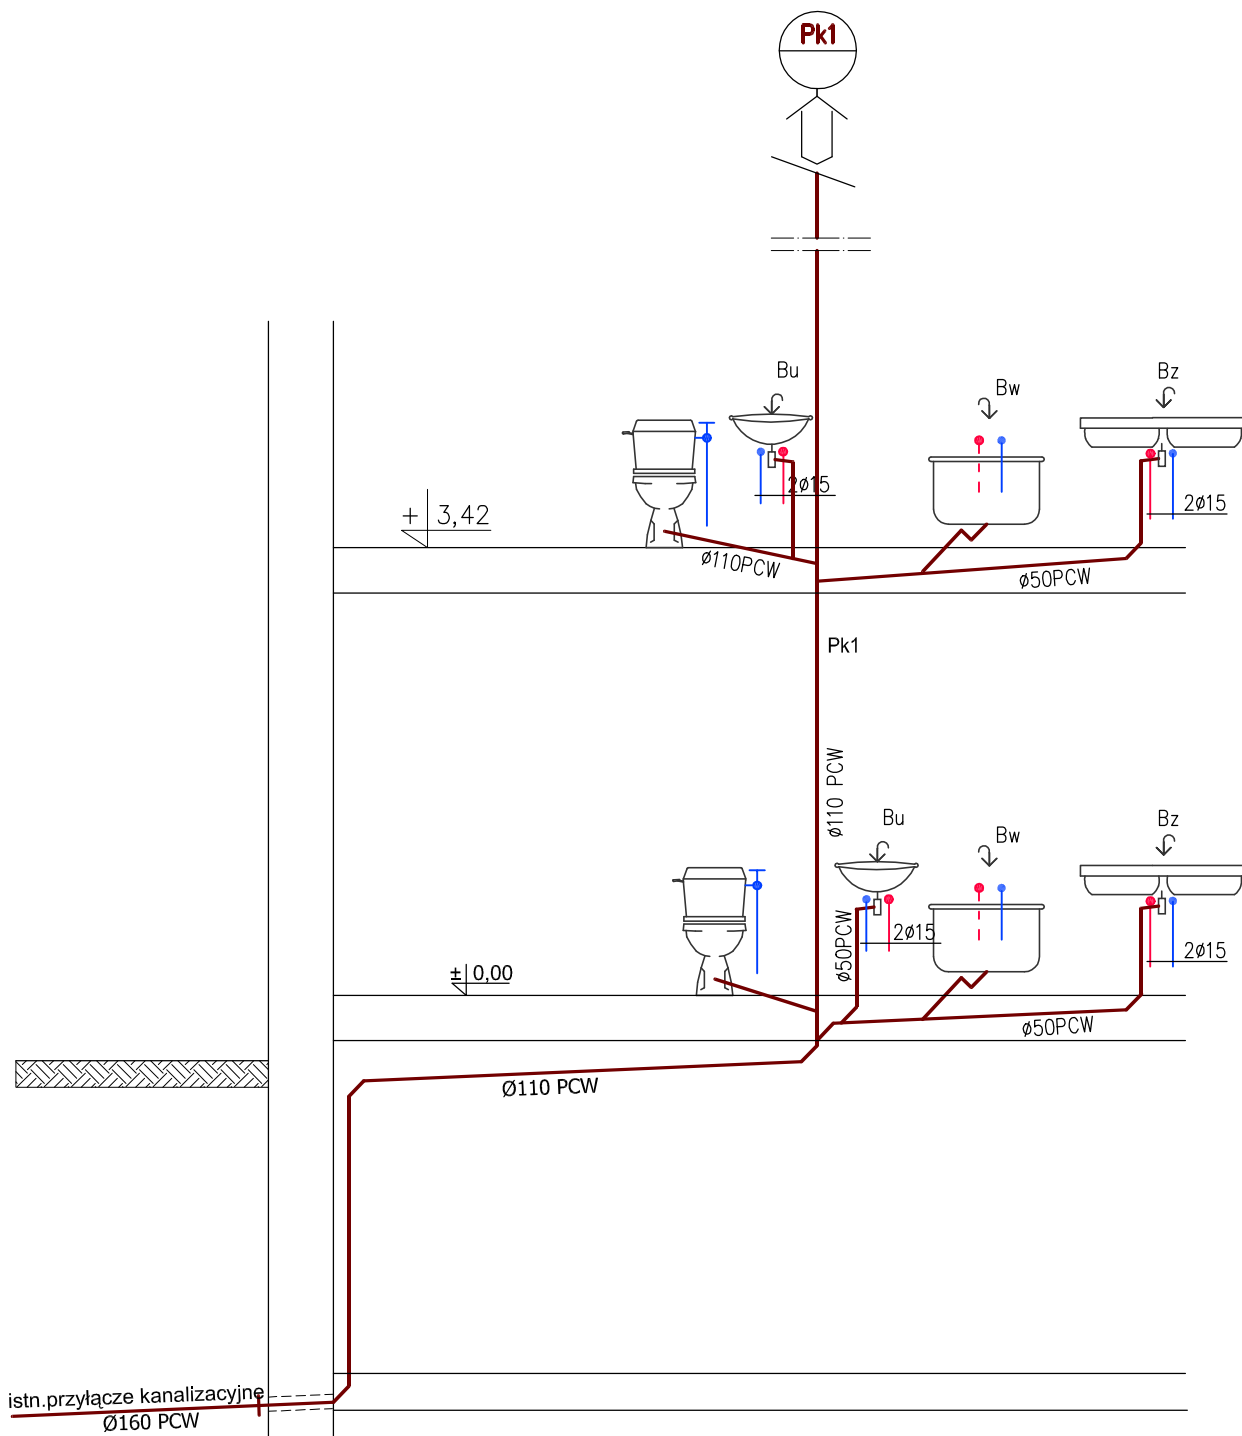 Pk1
Bu
Bw
Bz
2ø15
2ø15
+ 3,42
ø110PCW
ø50PCW
Pk1
ø110 PCW
Bu
Bw
Bz
ø50PCW
2ø15
2ø15
± 0,00
ø50PCW
Ø110 PCW
istn.przyłącze kanalizacyjne
Ø160 PCW